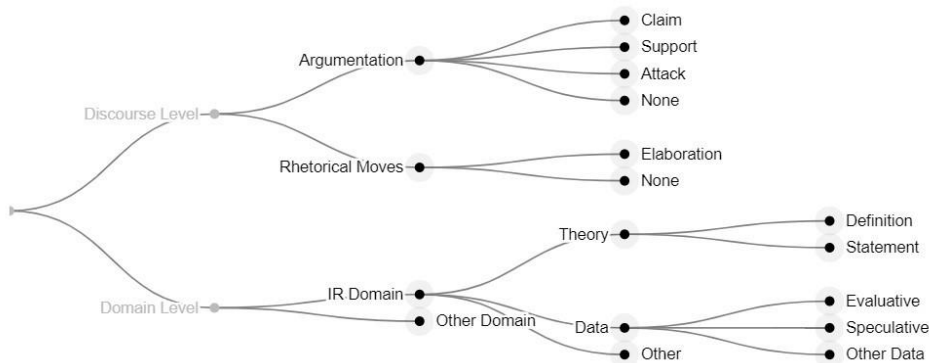 Claim
Support
Argumentation
Attack
None
Discourse Level
Elaboration
Rhetorical Moves
None
Definition
Theory
Statement
IR Domain
Domain Level
Evaluative
Other Domain
Data
Speculative
Other
Other Data